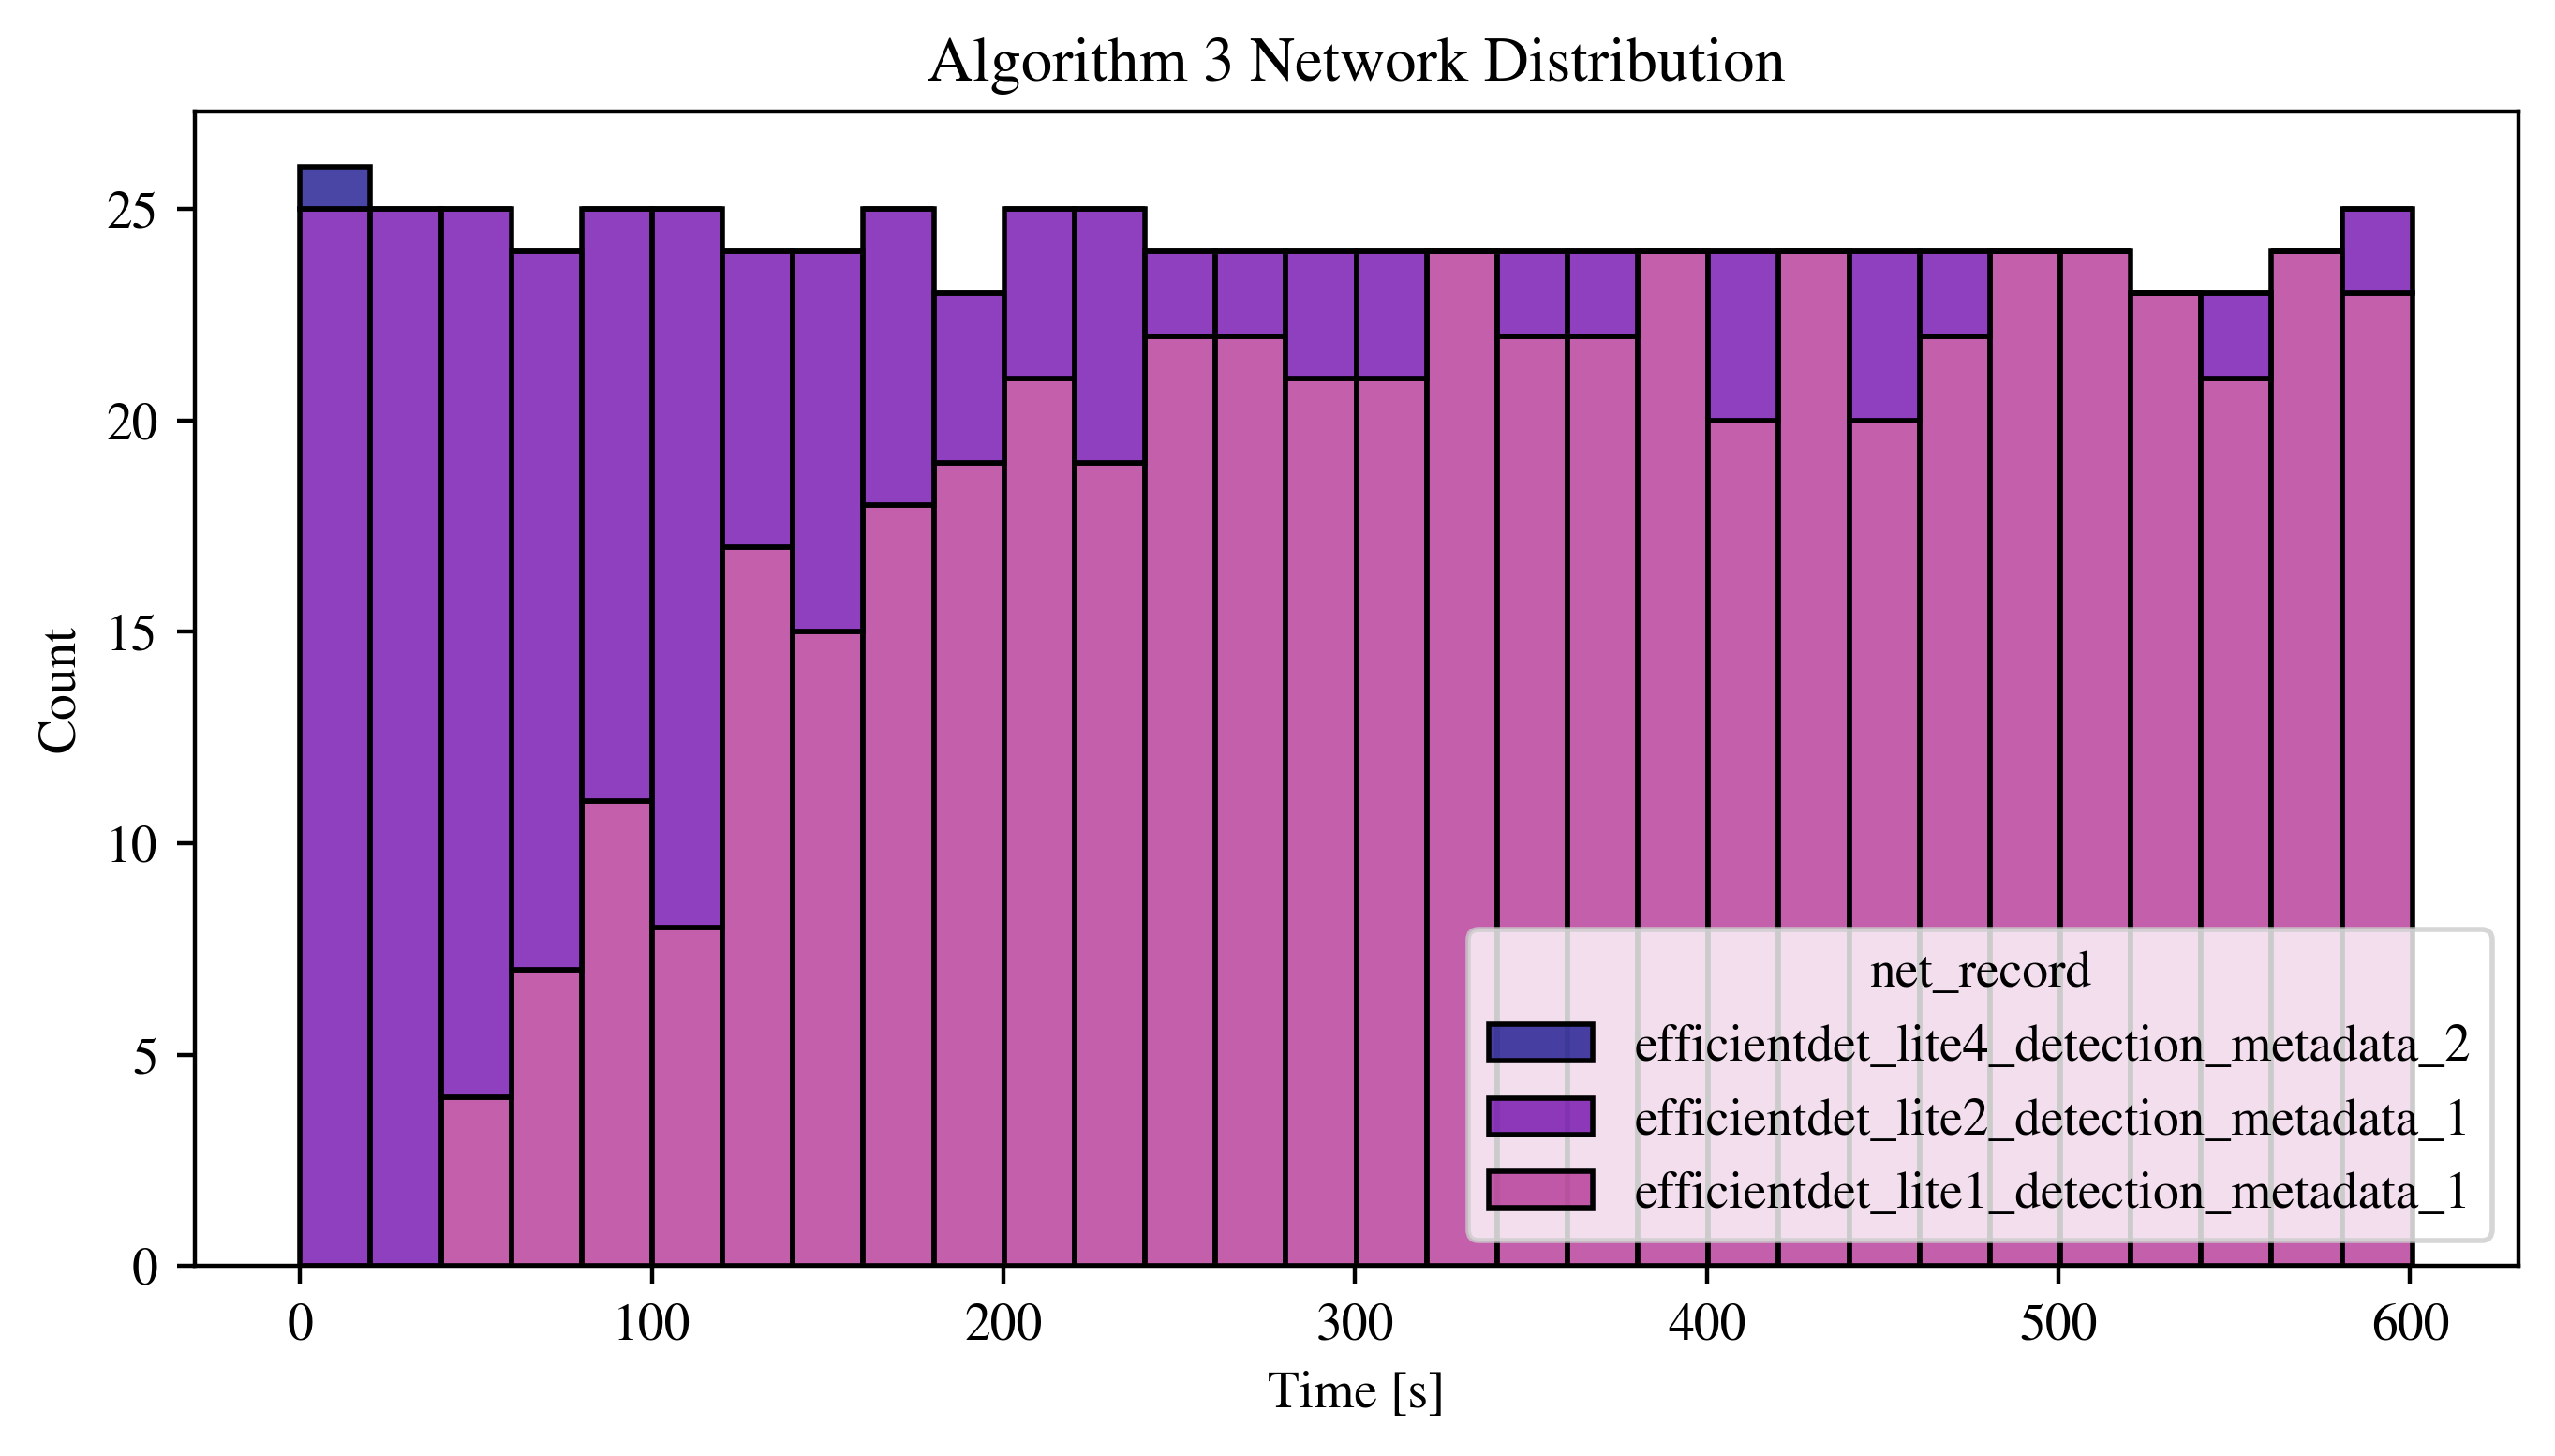 Algorithm 3 Network Distribution
Count
25
20
15
10
5
0
net_record
efficientdet_lite4_detection_metadata_2
efficientdet_lite2_detection_metadata_1
efficientdet_lite1_detection_metadata_1
0 100 200 300 400 500 600
Time [s]